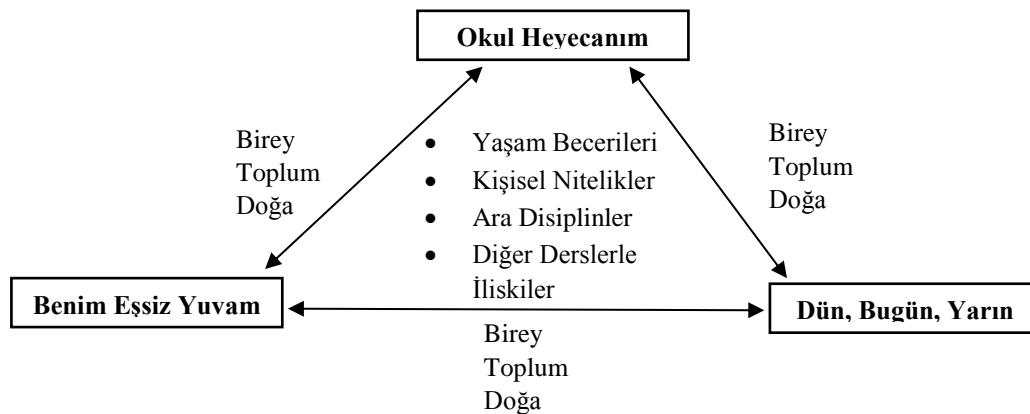 Okul Heyecanım
Birey
Toplum
Doğa
• Yaşam Becerileri
• Kişisel Nitelikler
• Ara Disiplinler
• Diğer Derslerle
İliskiler
Birey
Toplum
Doğa
Benim Eşsiz Yuvam
Dün, Bugün, Yarın
Birey
Toplum
Doğa